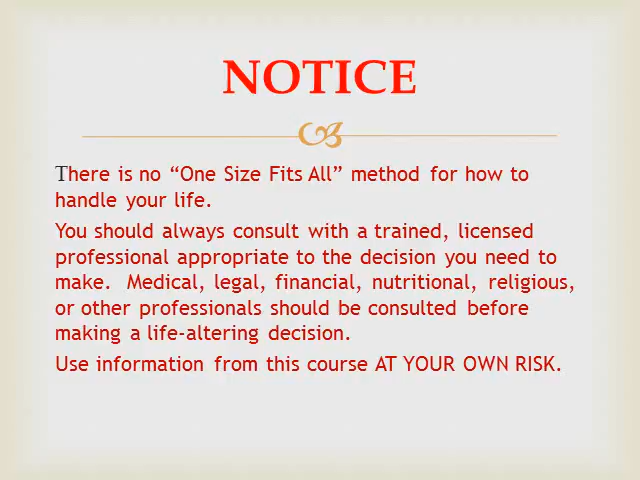 NOTICE
There is no “One Size Fits All” method for how to
handle your life.
You should always consult with a trained, licensed
professional appropriate to the decision you need to
make.  Medical, legal, financial, nutritional, religious,
or other professionals should be consulted before
making a life-altering decision.
Use information from this course AT YOUR OWN RISK.